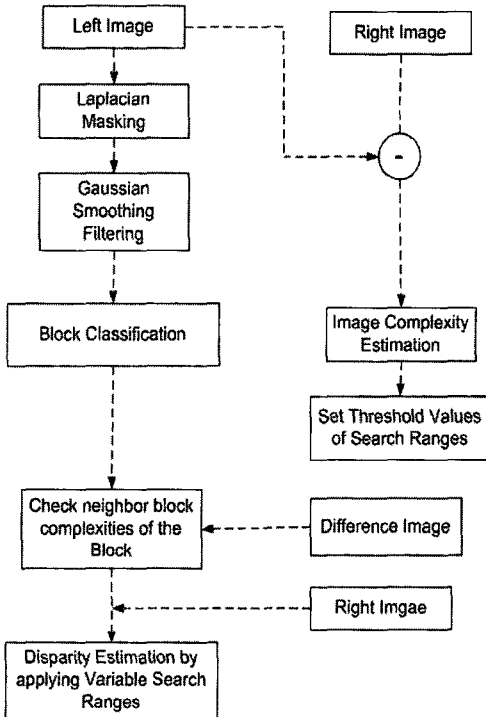 Left Image
Right Image
Laplacian
Masking
-
Gaussian
Smoothing
Filtering
Block Classification
Image Complexity
Estimation
Set Threshold Values
of Search Ranges
Check neighbor block
complexities of the
Block
Difference Image
Right Imgae
Disparity Estimation by
applying Variable Search
Ranges